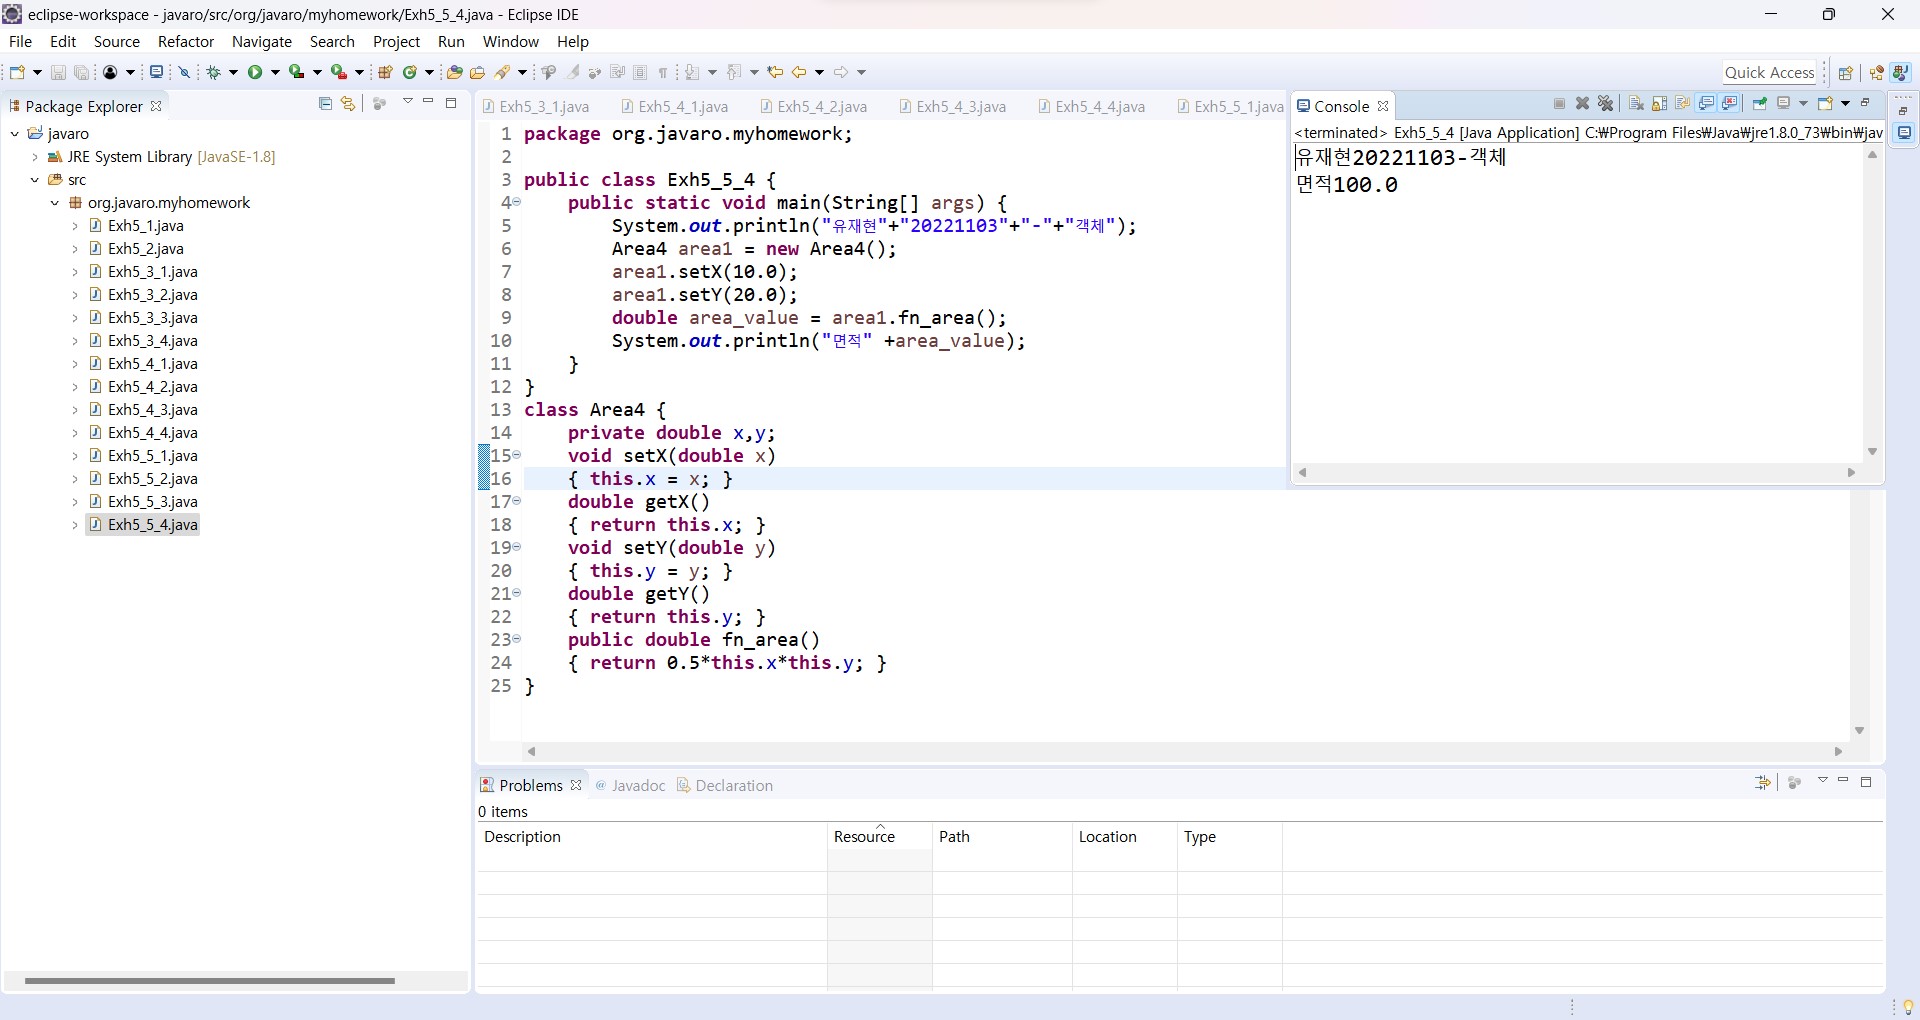 eclipse-workspace - javaro/src/org/javaro/myhomework/Exh5_5_4.java - Eclipse IDE
File Edit Source Refactor Navigate Search Project Run Window Help
Quick Access
Package Explorer
javaro
JRE System Library [JavaSE-1.8]
src
org.javaro.myhomework
Exh5_1.java
Exh5_2.java
Exh5_3_1.java
Exh5_3_2.java
Exh5_3_3.java
Exh5_3_4.java
Exh5_4_1.java
Exh5_4_2.java
Exh5_4_3.java
Exh5_4_4.java
Exh5_5_1.java
Exh5_5_2.java
Exh5_5_3.java
Exh5_5_4.java
Exh5_3_1.java Exh5_4_1.java Exh5_4_2.java Exh5_4_3.java Exh5_4_4.java Exh5_5_1.java
1 package org.javaro.myhomework;
2
3 public class Exh5_5_4 {
4 public static void main(String[] args) {
5 System.out.println("유재현"+"20221103"+"-"+"객체");
6 Area4 area1 = new Area4();
7 area1.setX(10.0);
8 area1.setY(20.0);
9 double area_value = area1.fn_area();
10 System.out.println("면적" +area_value);
11 }
12 }
13 class Area4 {
14 private double x,y;
15 void setX(double x)
16 { this.x = x; }
17 double getX()
18 { return this.x; }
19 void setY(double y)
20 { this.y = y; }
21 double getY()
22 { return this.y; }
23 public double fn_area()
24 { return 0.5*this.x*this.y; }
25 }
Console
<terminated> Exh5_5_4 [Java Application] C:₩Program Files₩Java₩jre1.8.0_73₩bin₩jav
유재현20221103-객체
면적100.0
Problems Javadoc Declaration
0 items
Description Resource Path Location Type